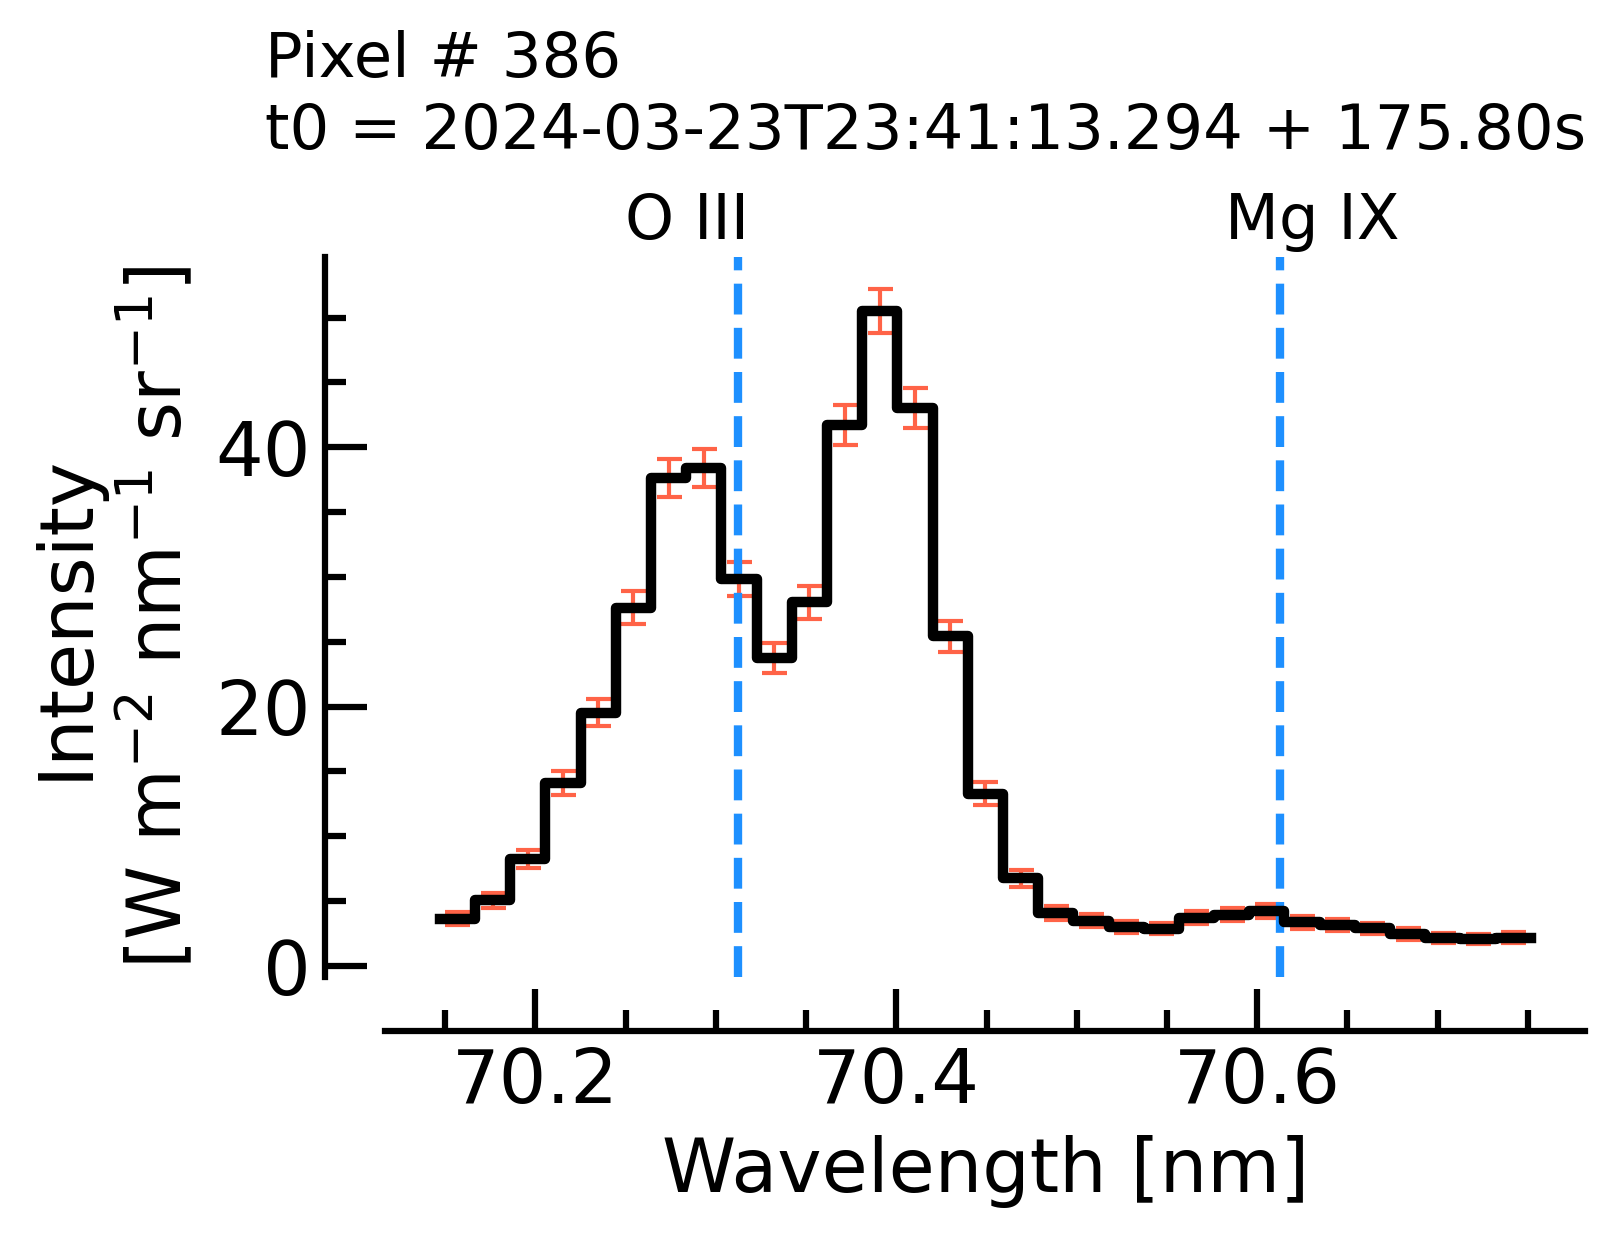 Pixel # 386
t0 = 2024-03-23T23:41:13.294 + 175.80s
O III
Mg IX
Intensity
[W m⁻² nm⁻¹ sr⁻¹]
40
20
0
70.2
70.4
70.6
Wavelength [nm]